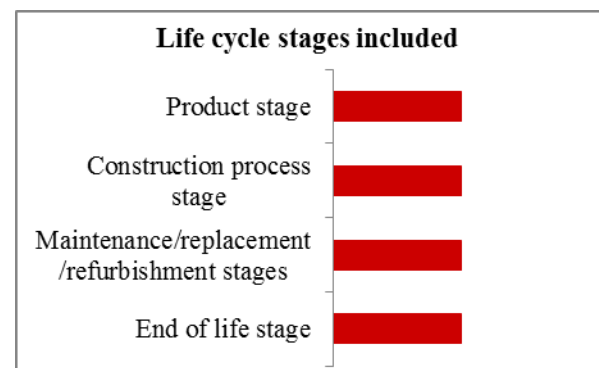 Life cycle stages included
Product stage
Construction process
stage
Maintenance/replacement
/refurbishment stages
End of life stage